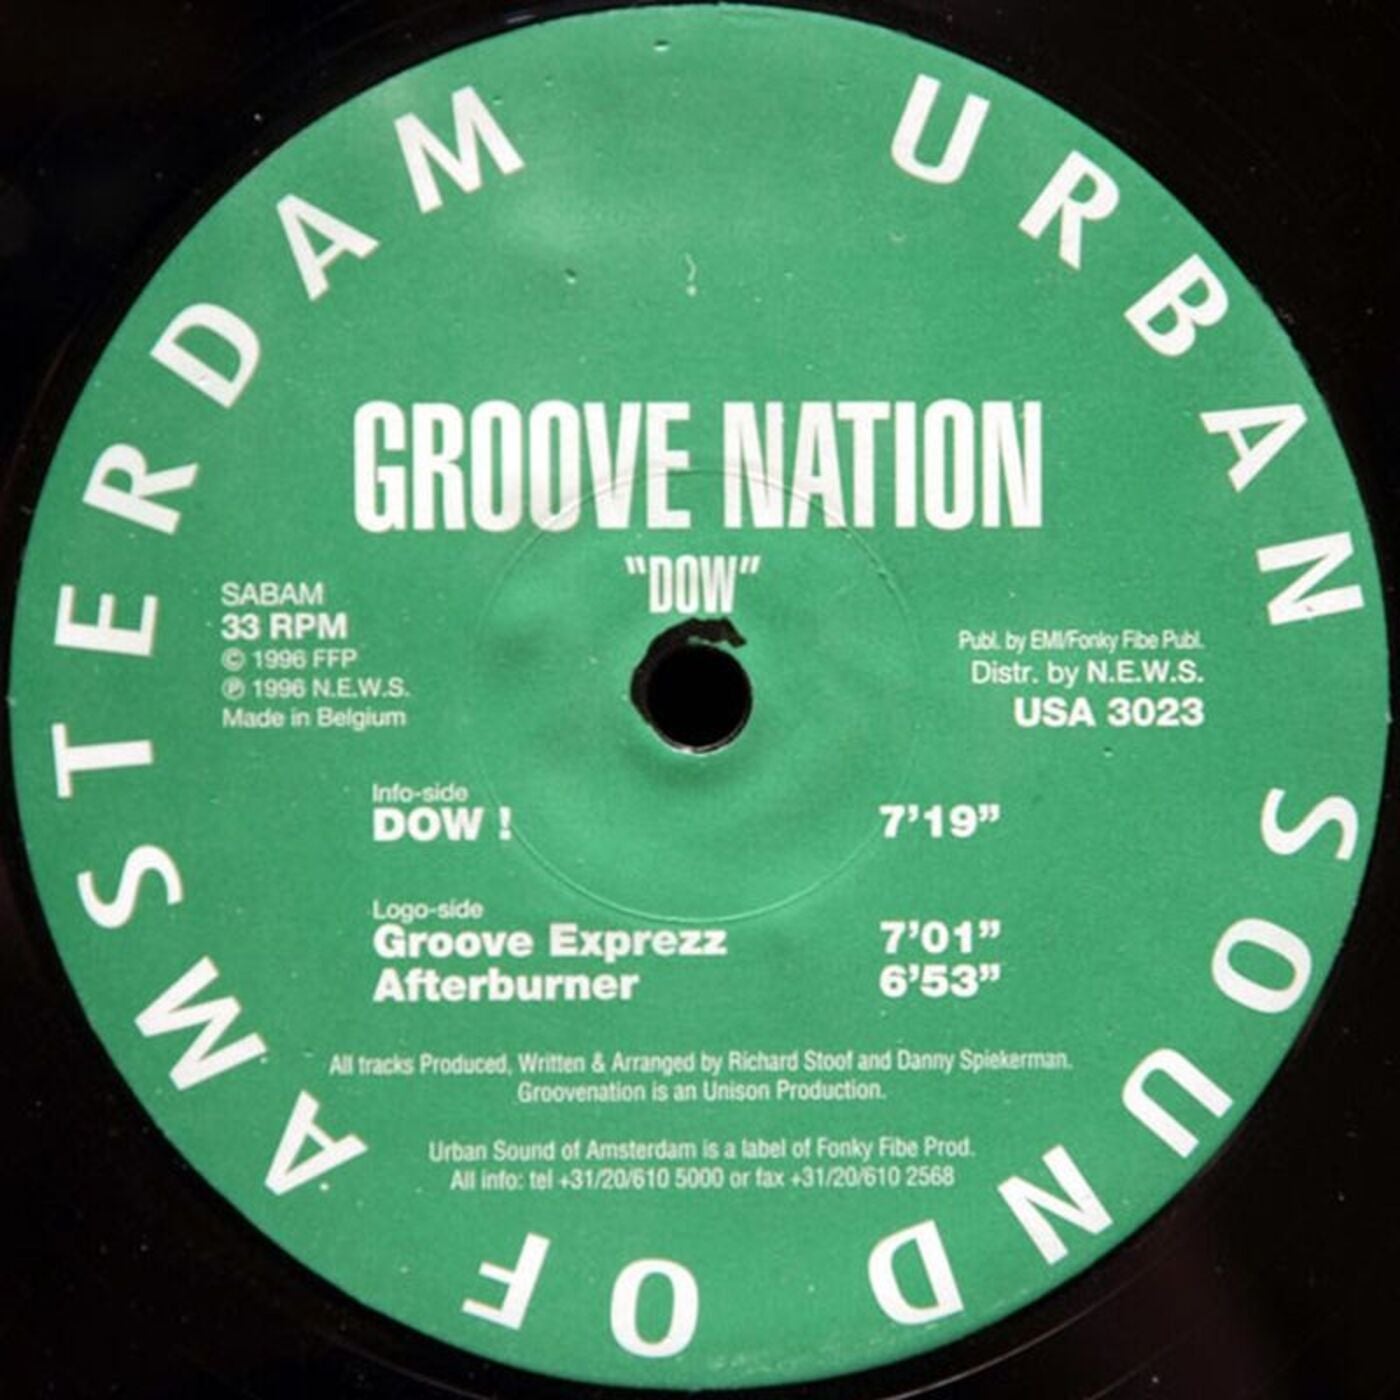 URBAN SOUND OF AMSTERDAM
GROOVE NATION
"DOW"
SABAM
33 RPM
© 1996 FFP
℗ 1996 N.E.W.S.
Made in Belgium
Publ. by EMI/Fonky Fibe Publ.
Distr. by N.E.W.S.
USA 3023
Info-side
DOW ! 7'19"
Logo-side
Groove Exprezz 7'01"
Afterburner 6'53"
All tracks Produced, Written & Arranged by Richard Stoof and Danny Spiekerman.
Groovenation is an Unison Production.
Urban Sound of Amsterdam is a label of Fonky Fibe Prod.
All info: tel +31/20/610 5000 or fax +31/20/610 2568